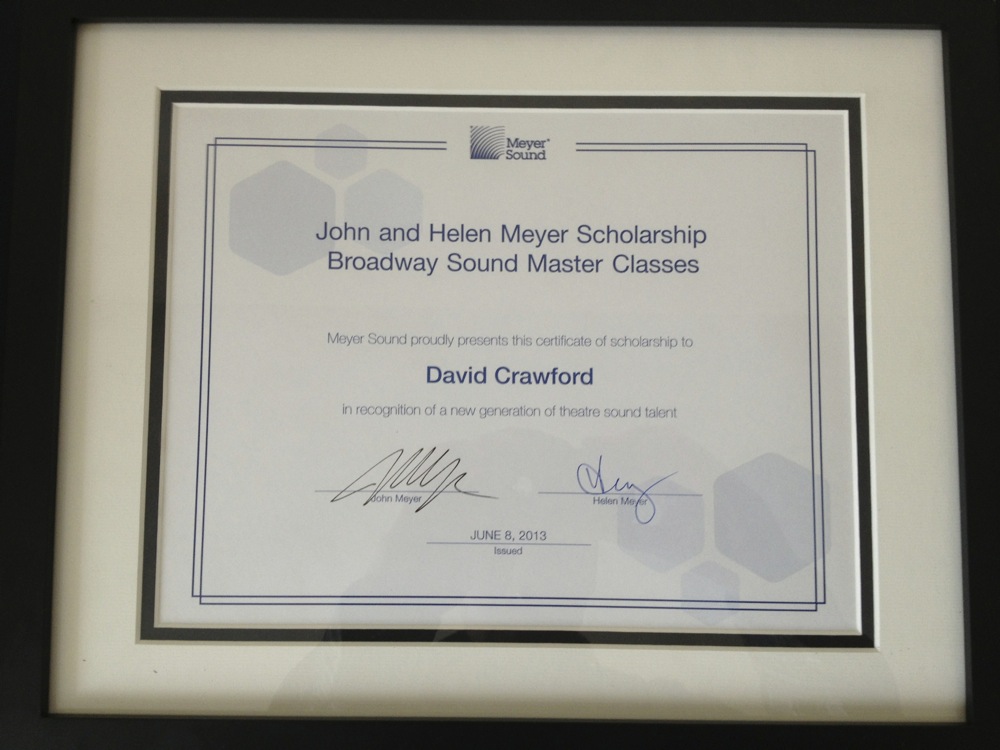 Meyer
Sound
John and Helen Meyer Scholarship
Broadway Sound Master Classes
Meyer Sound proudly presents this certificate of scholarship to
David Crawford
in recognition of a new generation of theatre sound talent
John Meyer
Helen Meyer
JUNE 8, 2013
Issued